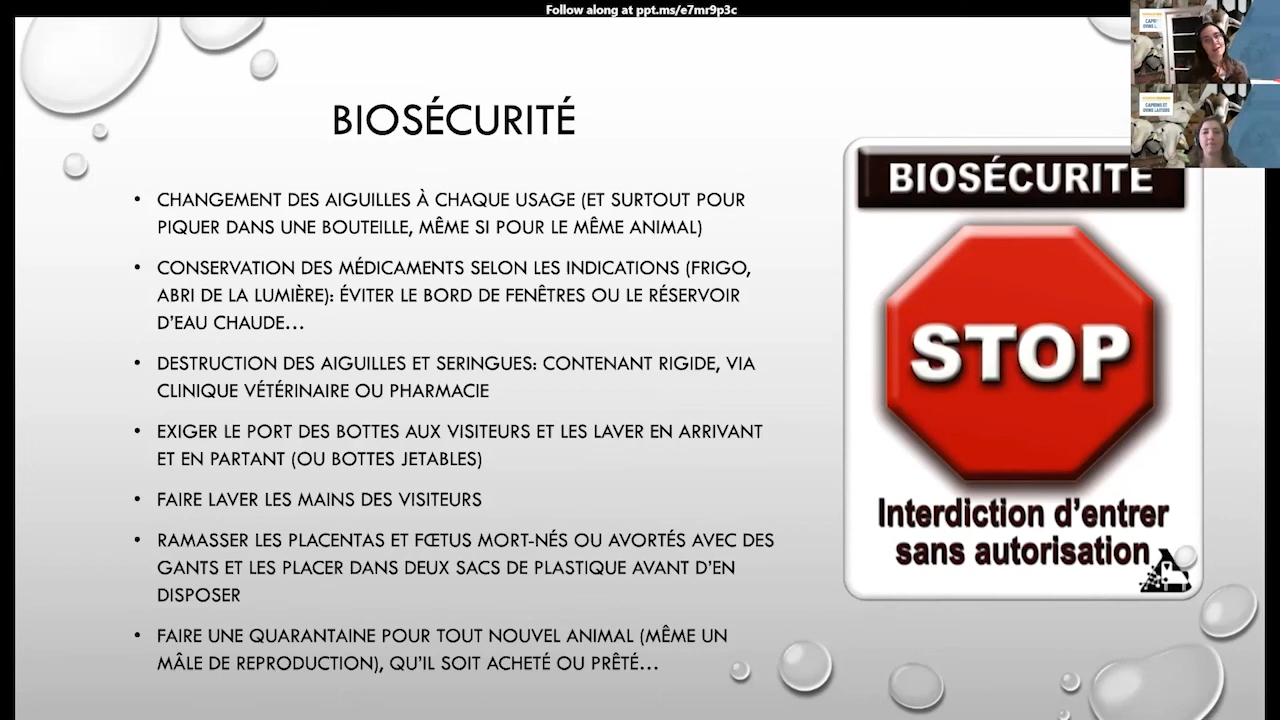 Follow along at ppt.ms/e7mr9p3c
BIOSÉCURITÉ
• CHANGEMENT DES AIGUILLES À CHAQUE USAGE (ET SURTOUT POUR
PIQUER DANS UNE BOUTEILLE, MÊME SI POUR LE MÊME ANIMAL)
• CONSERVATION DES MÉDICAMENTS SELON LES INDICATIONS (FRIGO,
ABRI DE LA LUMIÈRE): ÉVITER LE BORD DE FENÊTRES OU LE RÉSERVOIR
D'EAU CHAUDE…
• DESTRUCTION DES AIGUILLES ET SERINGUES: CONTENANT RIGIDE, VIA
CLINIQUE VÉTÉRINAIRE OU PHARMACIE
• EXIGER LE PORT DES BOTTES AUX VISITEURS ET LES LAVER EN ARRIVANT
ET EN PARTANT (OU BOTTES JETABLES)
• FAIRE LAVER LES MAINS DES VISITEURS
• RAMASSER LES PLACENTAS ET FŒTUS MORT-NÉS OU AVORTÉS AVEC DES
GANTS ET LES PLACER DANS DEUX SACS DE PLASTIQUE AVANT D'EN
DISPOSER
• FAIRE UNE QUARANTAINE POUR TOUT NOUVEL ANIMAL (MÊME UN
MÂLE DE REPRODUCTION), QU'IL SOIT ACHETÉ OU PRÊTÉ…
BIOSÉCURITÉ
STOP
Interdiction d'entrer
sans autorisation
CAPRINS ET
OVINS LAITIERS